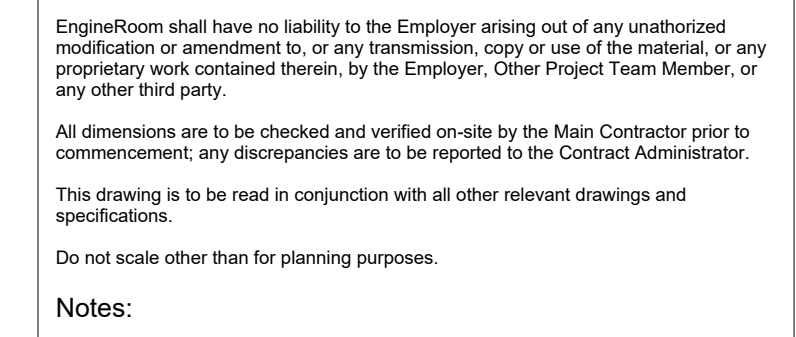 EngineRoom shall have no liability to the Employer arising out of any unathorized
modification or amendment to, or any transmission, copy or use of the material, or any
proprietary work contained therein, by the Employer, Other Project Team Member, or
any other third party.
All dimensions are to be checked and verified on-site by the Main Contractor prior to
commencement; any discrepancies are to be reported to the Contract Administrator.
This drawing is to be read in conjunction with all other relevant drawings and
specifications.
Do not scale other than for planning purposes.
Notes: